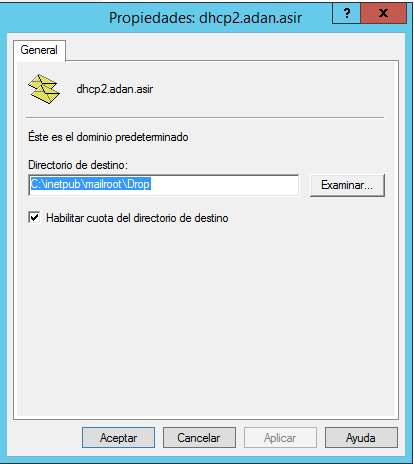 Propiedades: dhcp2.adan.asir
? x
General
dhcp2.adan.asir
Éste es el dominio predeterminado
Directorio de destino:
C:\inetpub\mailroot\Drop
Examinar...
Habilitar cuota del directorio de destino
Aceptar
Cancelar
Aplicar
Ayuda